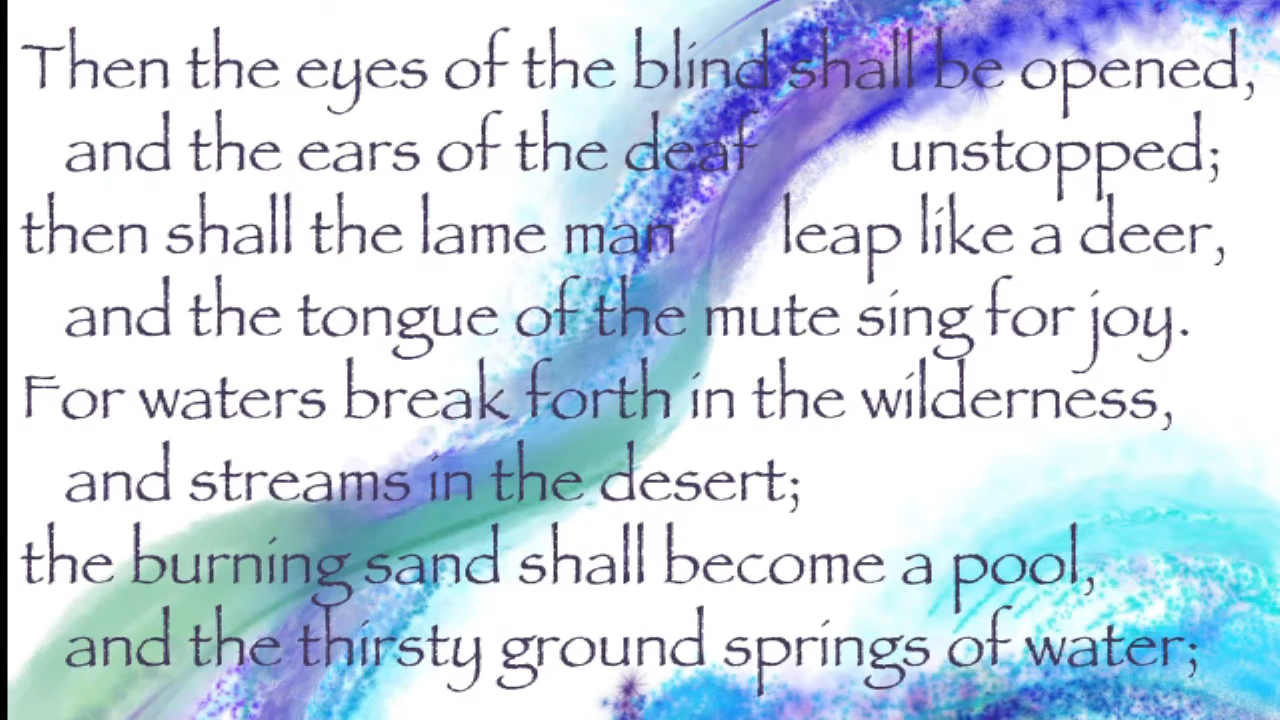 Then the eyes of the blind shall be opened,
and the ears of the deaf unstopped;
then shall the lame man leap like a deer,
and the tongue of the mute sing for joy.
For waters break forth in the wilderness,
and streams in the desert;
the burning sand shall become a pool,
and the thirsty ground springs of water;